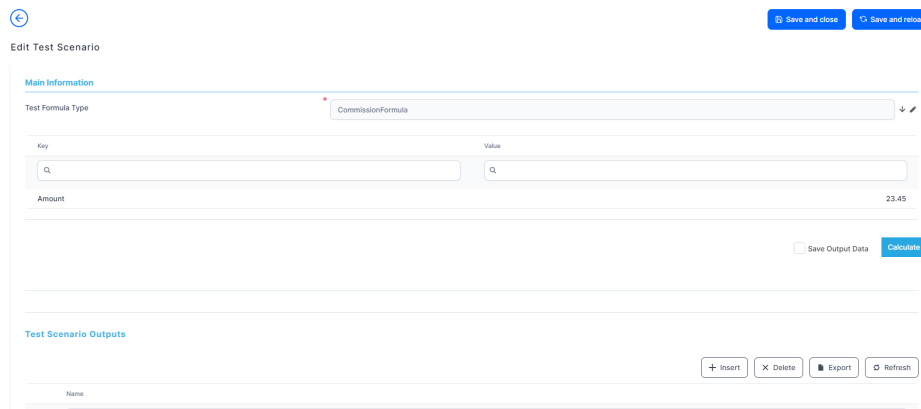 Save and close
Save and reloa
Edit Test Scenario
Main Information
Test Formula Type
*
CommissionFormula
Key
Value
Amount
23.45
Save Output Data
Calculate
Test Scenario Outputs
Insert
Delete
Export
Refresh
Name